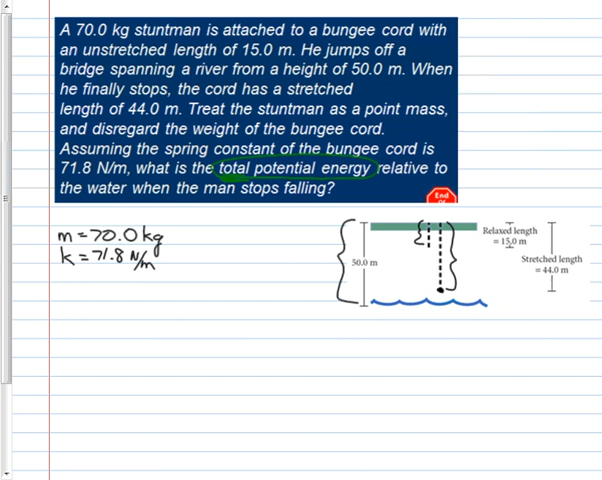 A 70.0 kg stuntman is attached to a bungee cord with
an unstretched length of 15.0 m. He jumps off a
bridge spanning a river from a height of 50.0 m. When
he finally stops, the cord has a stretched
length of 44.0 m. Treat the stuntman as a point mass,
and disregard the weight of the bungee cord.
Assuming the spring constant of the bungee cord is
71.8 N/m, what is the total potential energy relative to
the water when the man stops falling?
End
Of
m = 70.0 kg
k = 71.8 N/m
50.0 m
Relaxed length
= 15.0 m
Stretched length
= 44.0 m